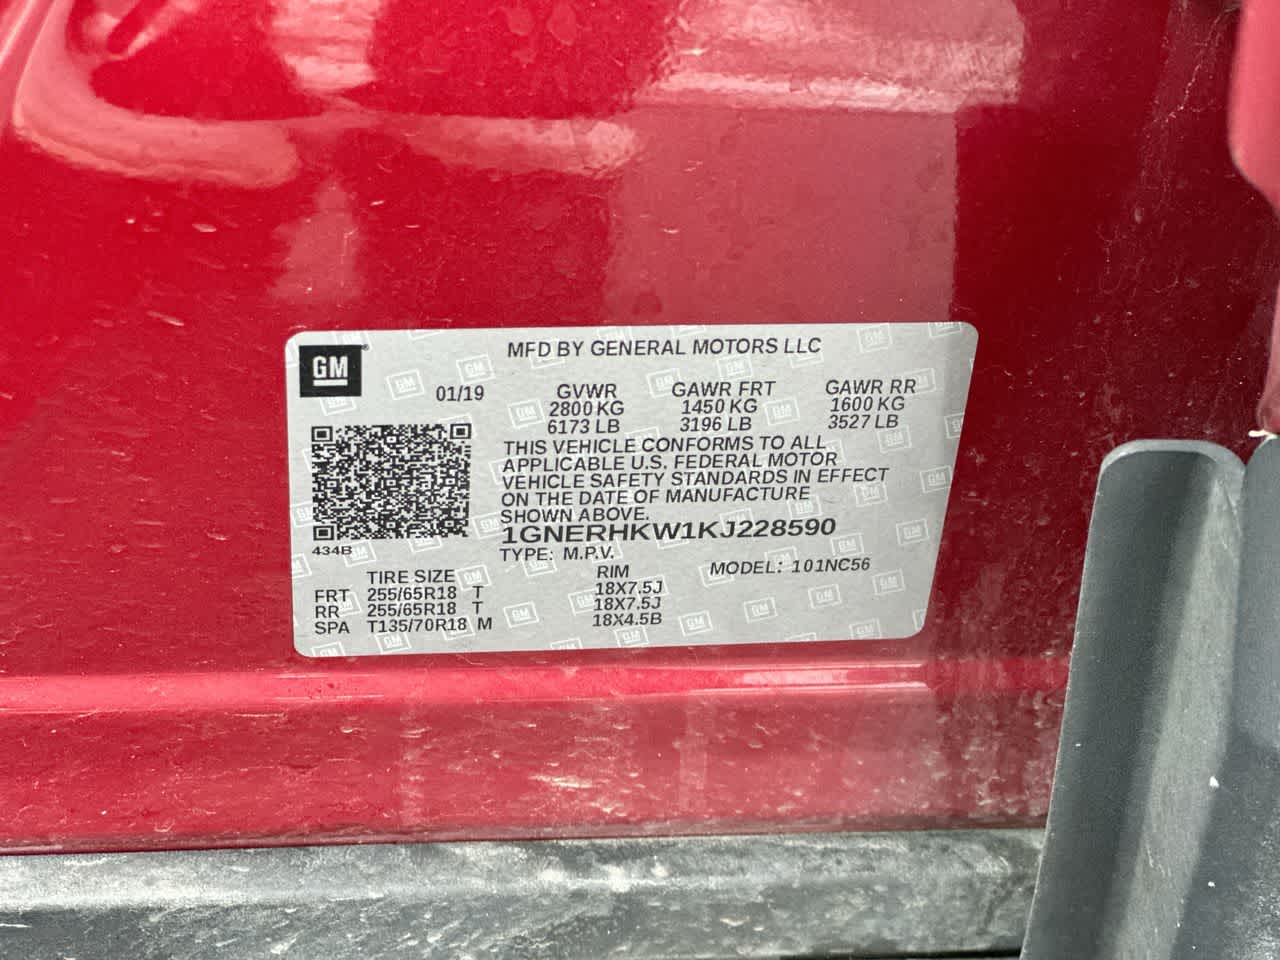 GM
MFD BY GENERAL MOTORS LLC
01/19 GVWR GAWR FRT GAWR RR
2800 KG 1450 KG 1600 KG
6173 LB 3196 LB 3527 LB
THIS VEHICLE CONFORMS TO ALL
APPLICABLE U.S. FEDERAL MOTOR
VEHICLE SAFETY STANDARDS IN EFFECT
ON THE DATE OF MANUFACTURE
SHOWN ABOVE.
1GNERHKW1KJ228590
434B
TYPE: M.P.V. MODEL: 101NC56
TIRE SIZE RIM
FRT 255/65R18 T 18X7.5J
RR 255/65R18 T 18X7.5J
SPA T135/70R18 M 18X4.5B